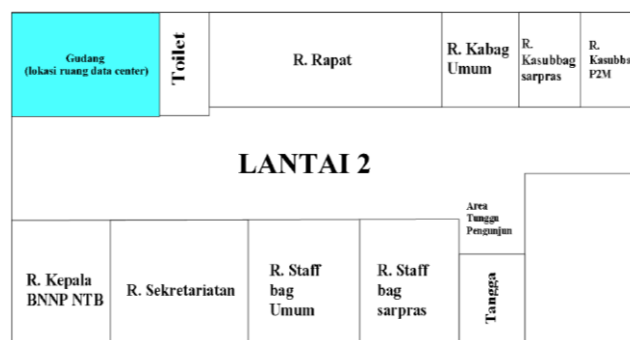 Gudang
(lokasi ruang data center)
Toilet
R. Rapat
R. Kabag
Umum
R.
Kasubbag
sarpras
R.
Kasubba
P2M
LANTAI 2
Area
Tunggu
Pengunjun
R. Kepala
BNNP NTB
R. Sekretariatan
R. Staff
bag
Umum
R. Staff
bag
sarpras
Tangga